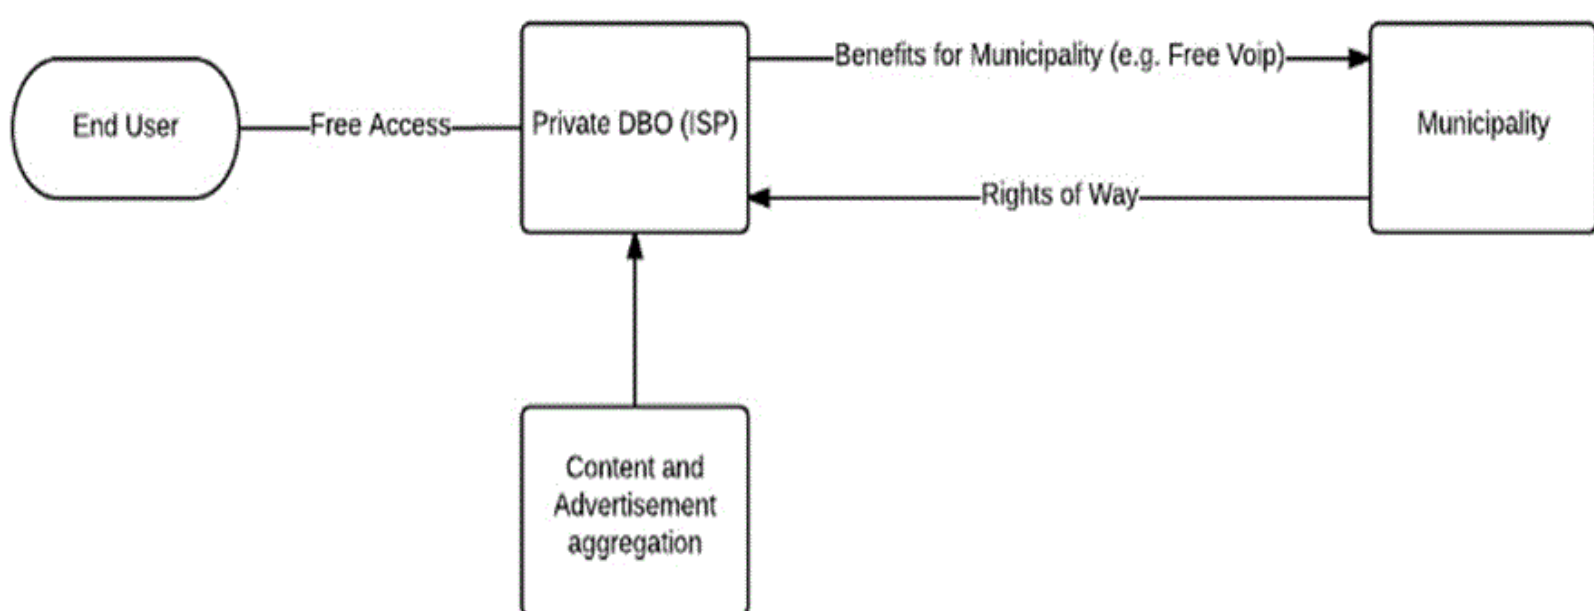 Benefits for Municipality (e.g. Free Voip)
End User
Free Access
Private DBO (ISP)
Municipality
Rights of Way
Content and
Advertisement
aggregation